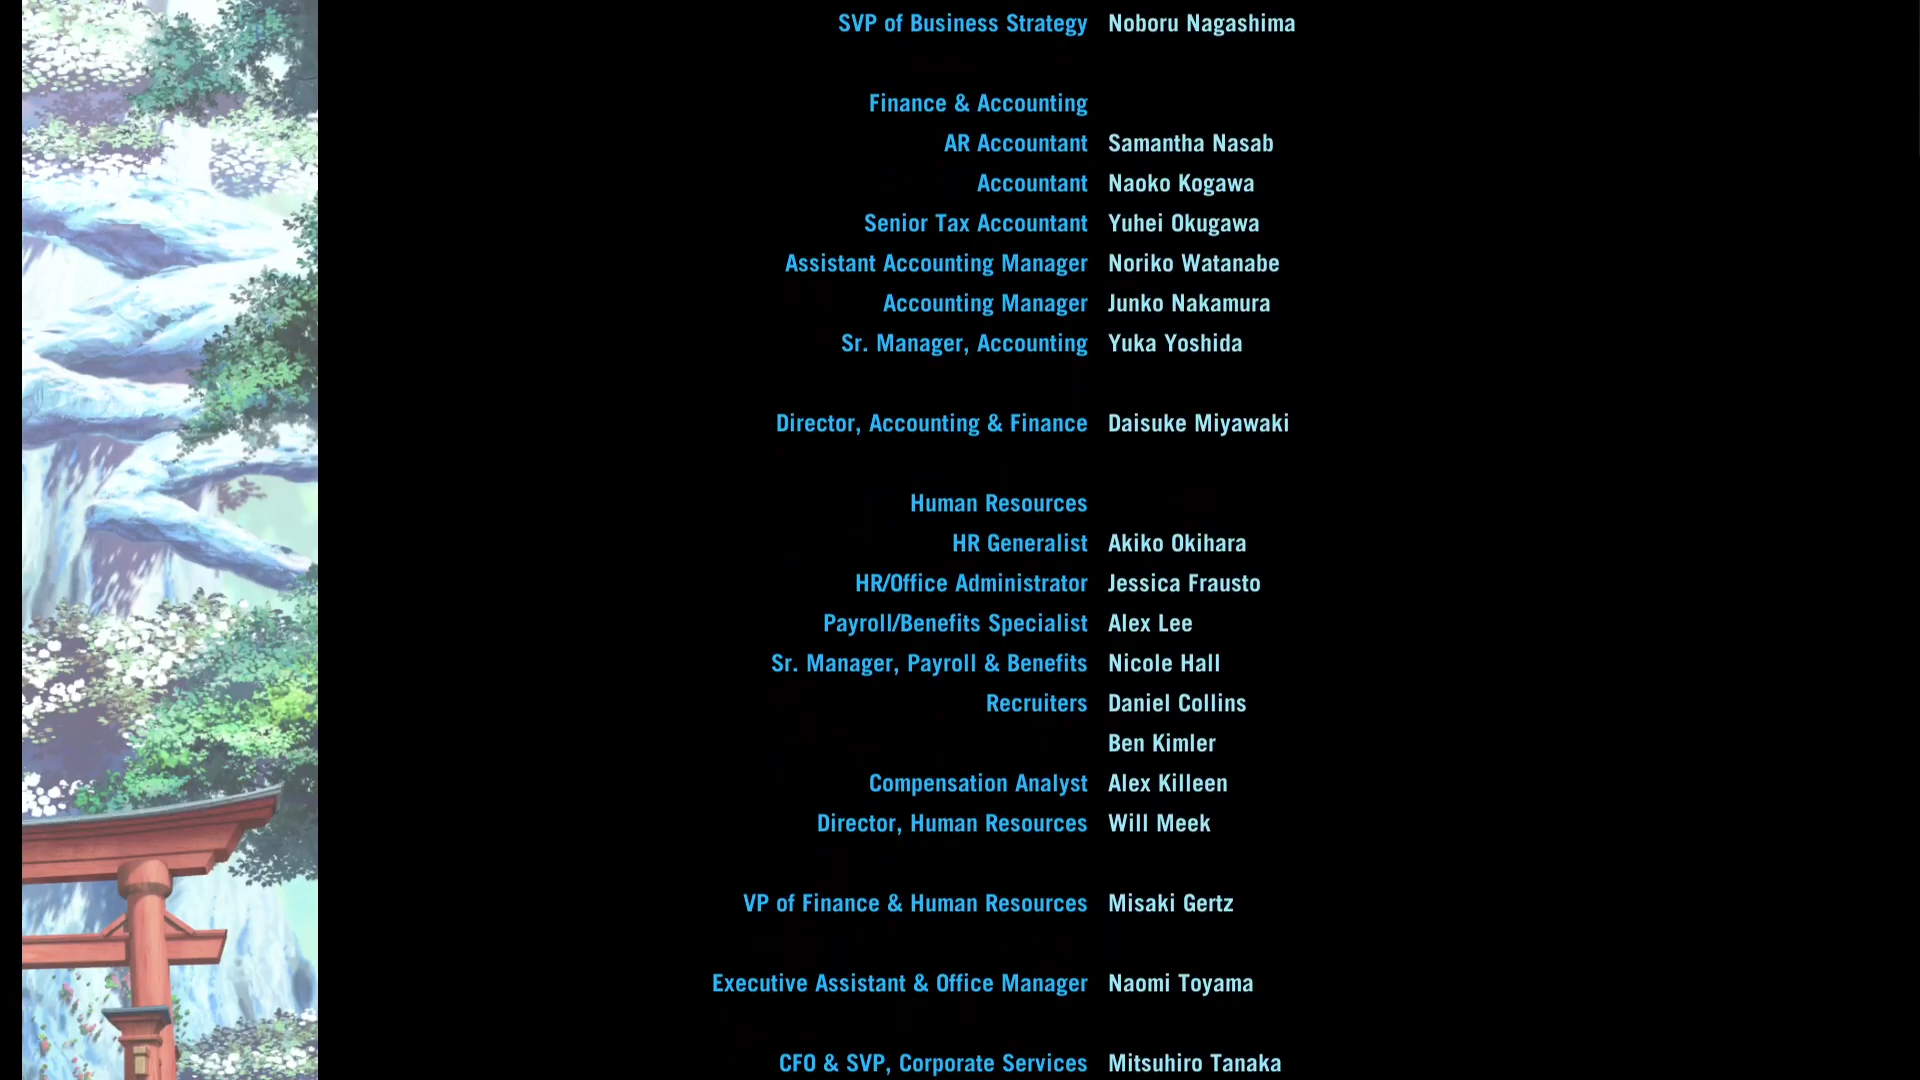 SVP of Business Strategy Noboru Nagashima
Finance & Accounting
AR Accountant Samantha Nasab
Accountant Naoko Kogawa
Senior Tax Accountant Yuhei Okugawa
Assistant Accounting Manager Noriko Watanabe
Accounting Manager Junko Nakamura
Sr. Manager, Accounting Yuka Yoshida
Director, Accounting & Finance Daisuke Miyawaki
Human Resources
HR Generalist Akiko Okihara
HR/Office Administrator Jessica Frausto
Payroll/Benefits Specialist Alex Lee
Sr. Manager, Payroll & Benefits Nicole Hall
Recruiters Daniel Collins
Ben Kimler
Compensation Analyst Alex Killeen
Director, Human Resources Will Meek
VP of Finance & Human Resources Misaki Gertz
Executive Assistant & Office Manager Naomi Toyama
CFO & SVP, Corporate Services Mitsuhiro Tanaka